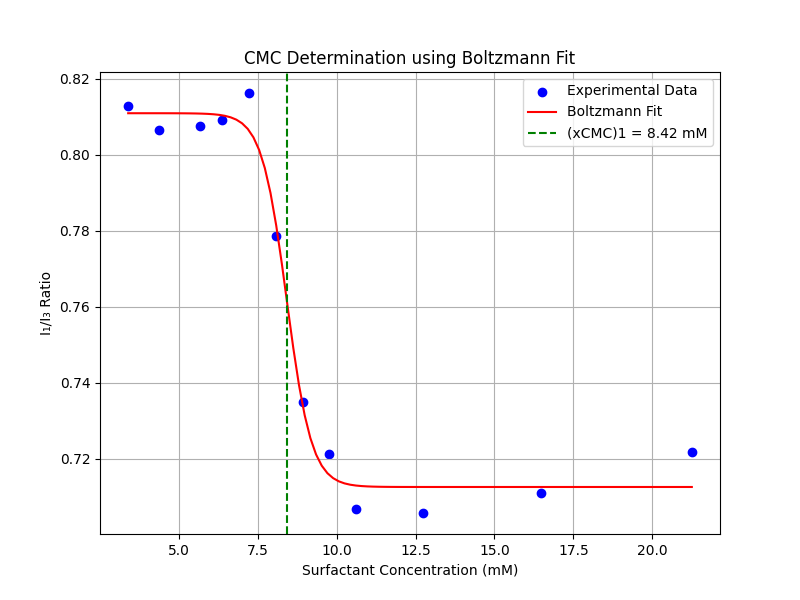 CMC Determination using Boltzmann Fit
Experimental Data
Boltzmann Fit
(xCMC)1 = 8.42 mM
I₁/I₃ Ratio
0.82
0.80
0.78
0.76
0.74
0.72
5.0 7.5 10.0 12.5 15.0 17.5 20.0
Surfactant Concentration (mM)